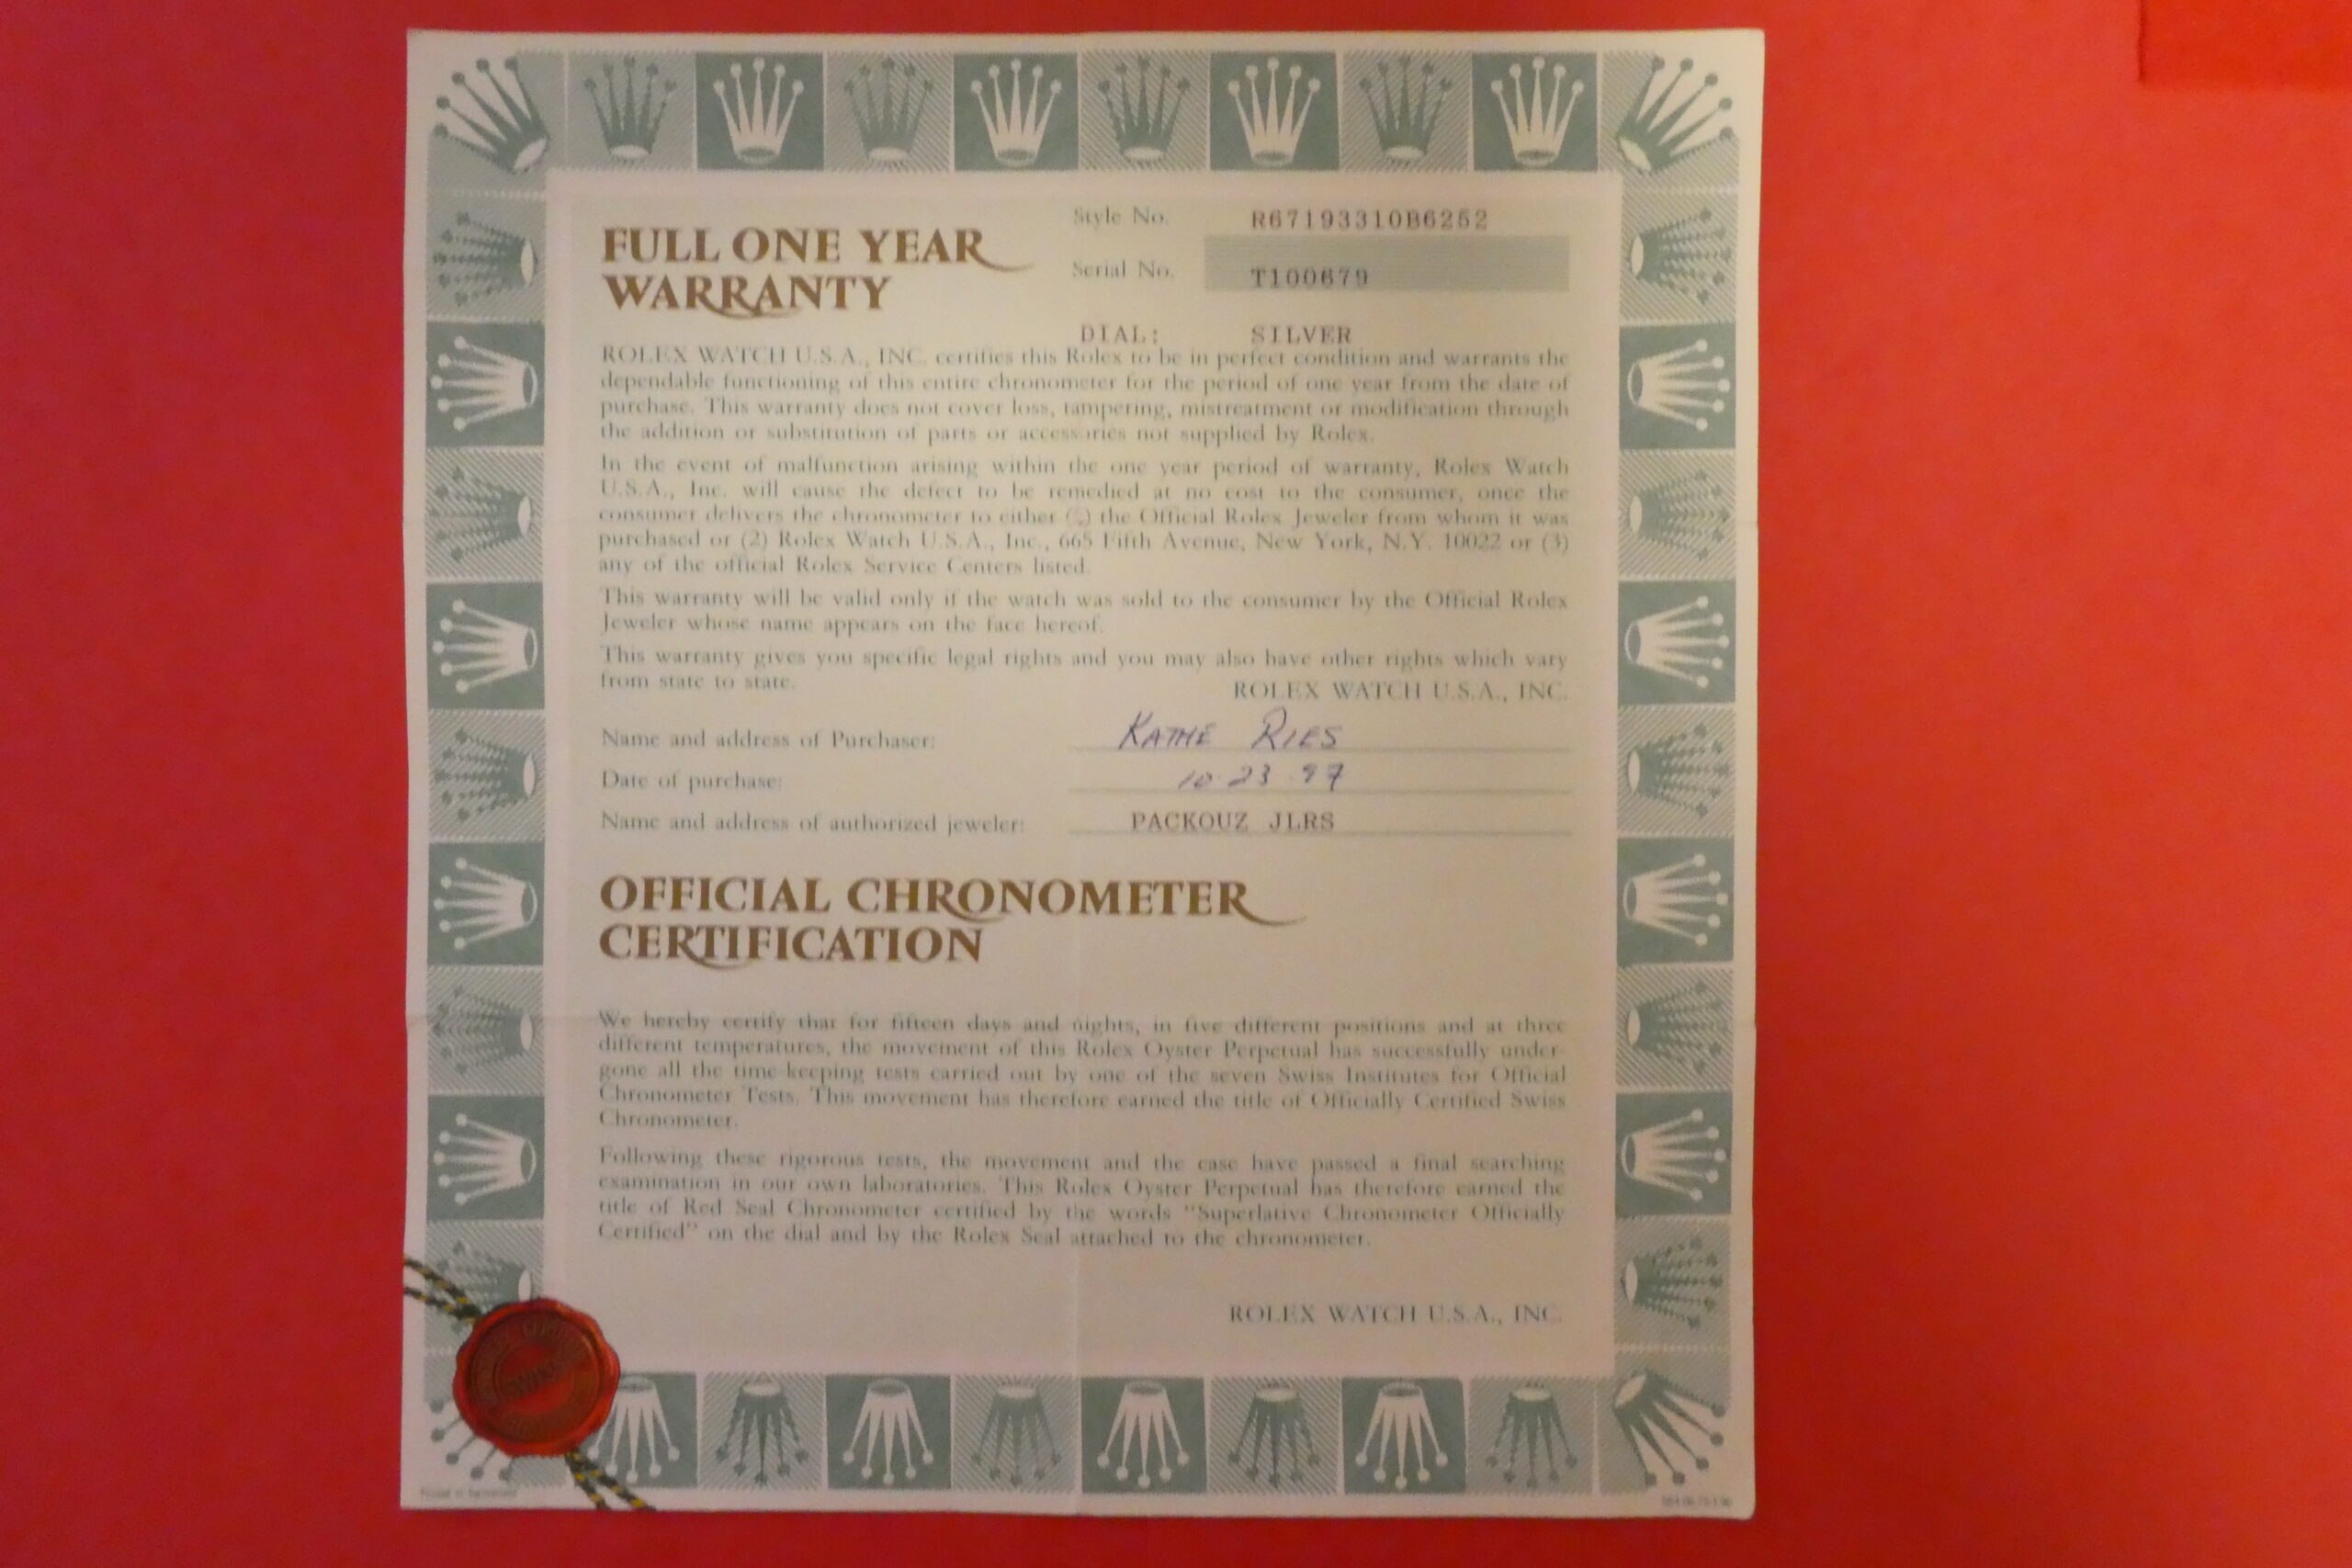 FULL ONE YEAR
WARRANTY
Style No. R67193310B6252
Serial No. T100679
DIAL: SILVER
ROLEX WATCH U.S.A., INC. certifies this Rolex to be in perfect condition and warrants the
dependable functioning of this entire chronometer for the period of one year from the date of
purchase. This warranty does not cover loss, tampering, mistreatment or modification through
the addition or substitution of parts or accessories not supplied by Rolex.
In the event of malfunction arising within the one year period of warranty, Rolex Watch
U.S.A., Inc. will cause the defect to be remedied at no cost to the consumer, once the
consumer delivers the chronometer to either the Official Rolex Jeweler from whom it was
purchased or (2) Rolex Watch U.S.A., Inc., 665 Fifth Avenue, New York, N.Y. 10022 or (3)
any of the official Rolex Service Centers listed.
This warranty will be valid only if the watch was sold to the consumer by the Official Rolex
Jeweler whose name appears on the face hereof.
This warranty gives you specific legal rights and you may also have other rights which vary
from state to state.
ROLEX WATCH U.S.A., INC.
Name and address of Purchaser: KATHE RIES
Date of purchase: 10-23-97
Name and address of authorized jeweler: PACKOUZ JLRS
OFFICIAL CHRONOMETER
CERTIFICATION
We hereby certify that for fifteen days and nights, in five different positions and at three
different temperatures, the movement of this Rolex Oyster Perpetual has successfully under-
gone all the time-keeping tests carried out by one of the seven Swiss Institutes for Official
Chronometer Tests. This movement has therefore earned the title of Officially Certified Swiss
Chronometer.
Following these rigorous tests, the movement and the case have passed a final searching
examination in our own laboratories. This Rolex Oyster Perpetual has therefore earned the
title of Red Seal Chronometer certified by the words "Superlative Chronometer Officially
Certified" on the dial and by the Rolex Seal attached to the chronometer.
ROLEX WATCH U.S.A., INC.
Printed in Switzerland